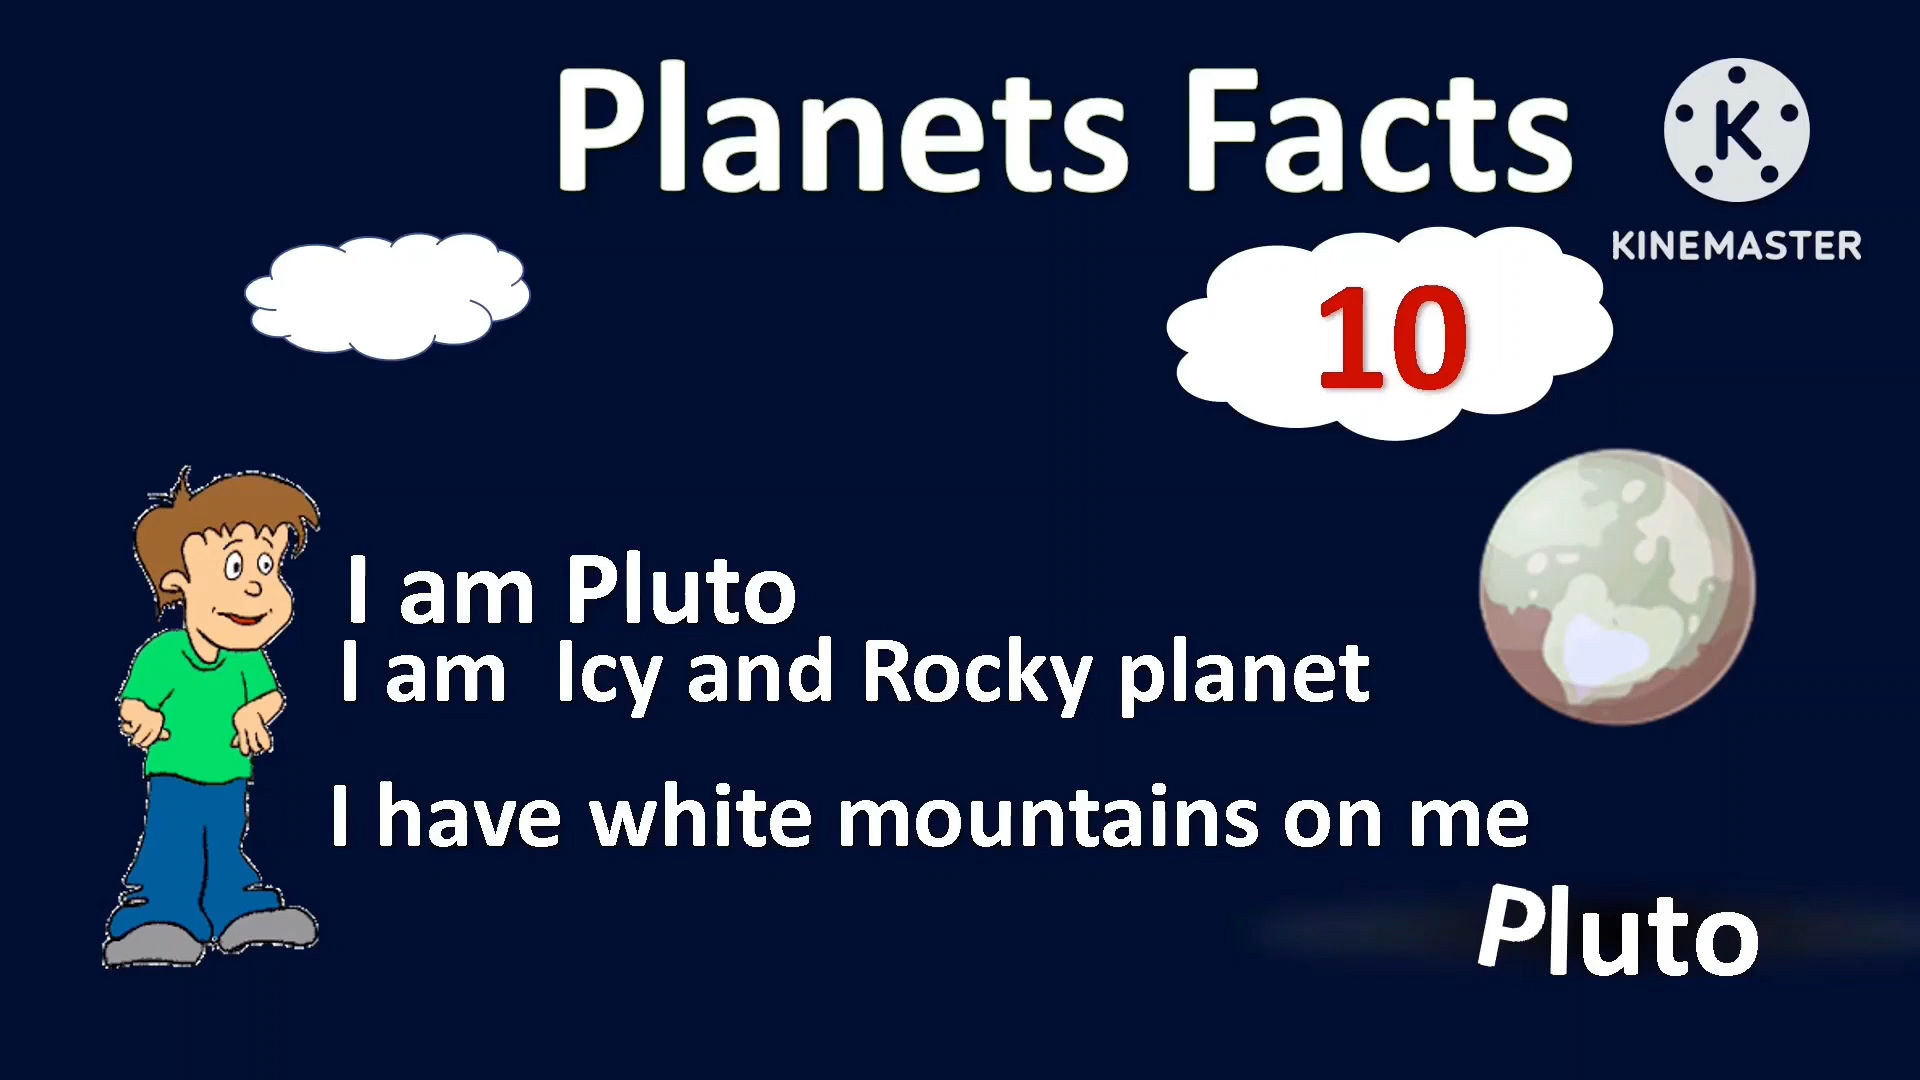 Planets Facts
K
KINEMASTER
10
I am Pluto
I am  Icy and Rocky planet
I have white mountains on me
Pluto